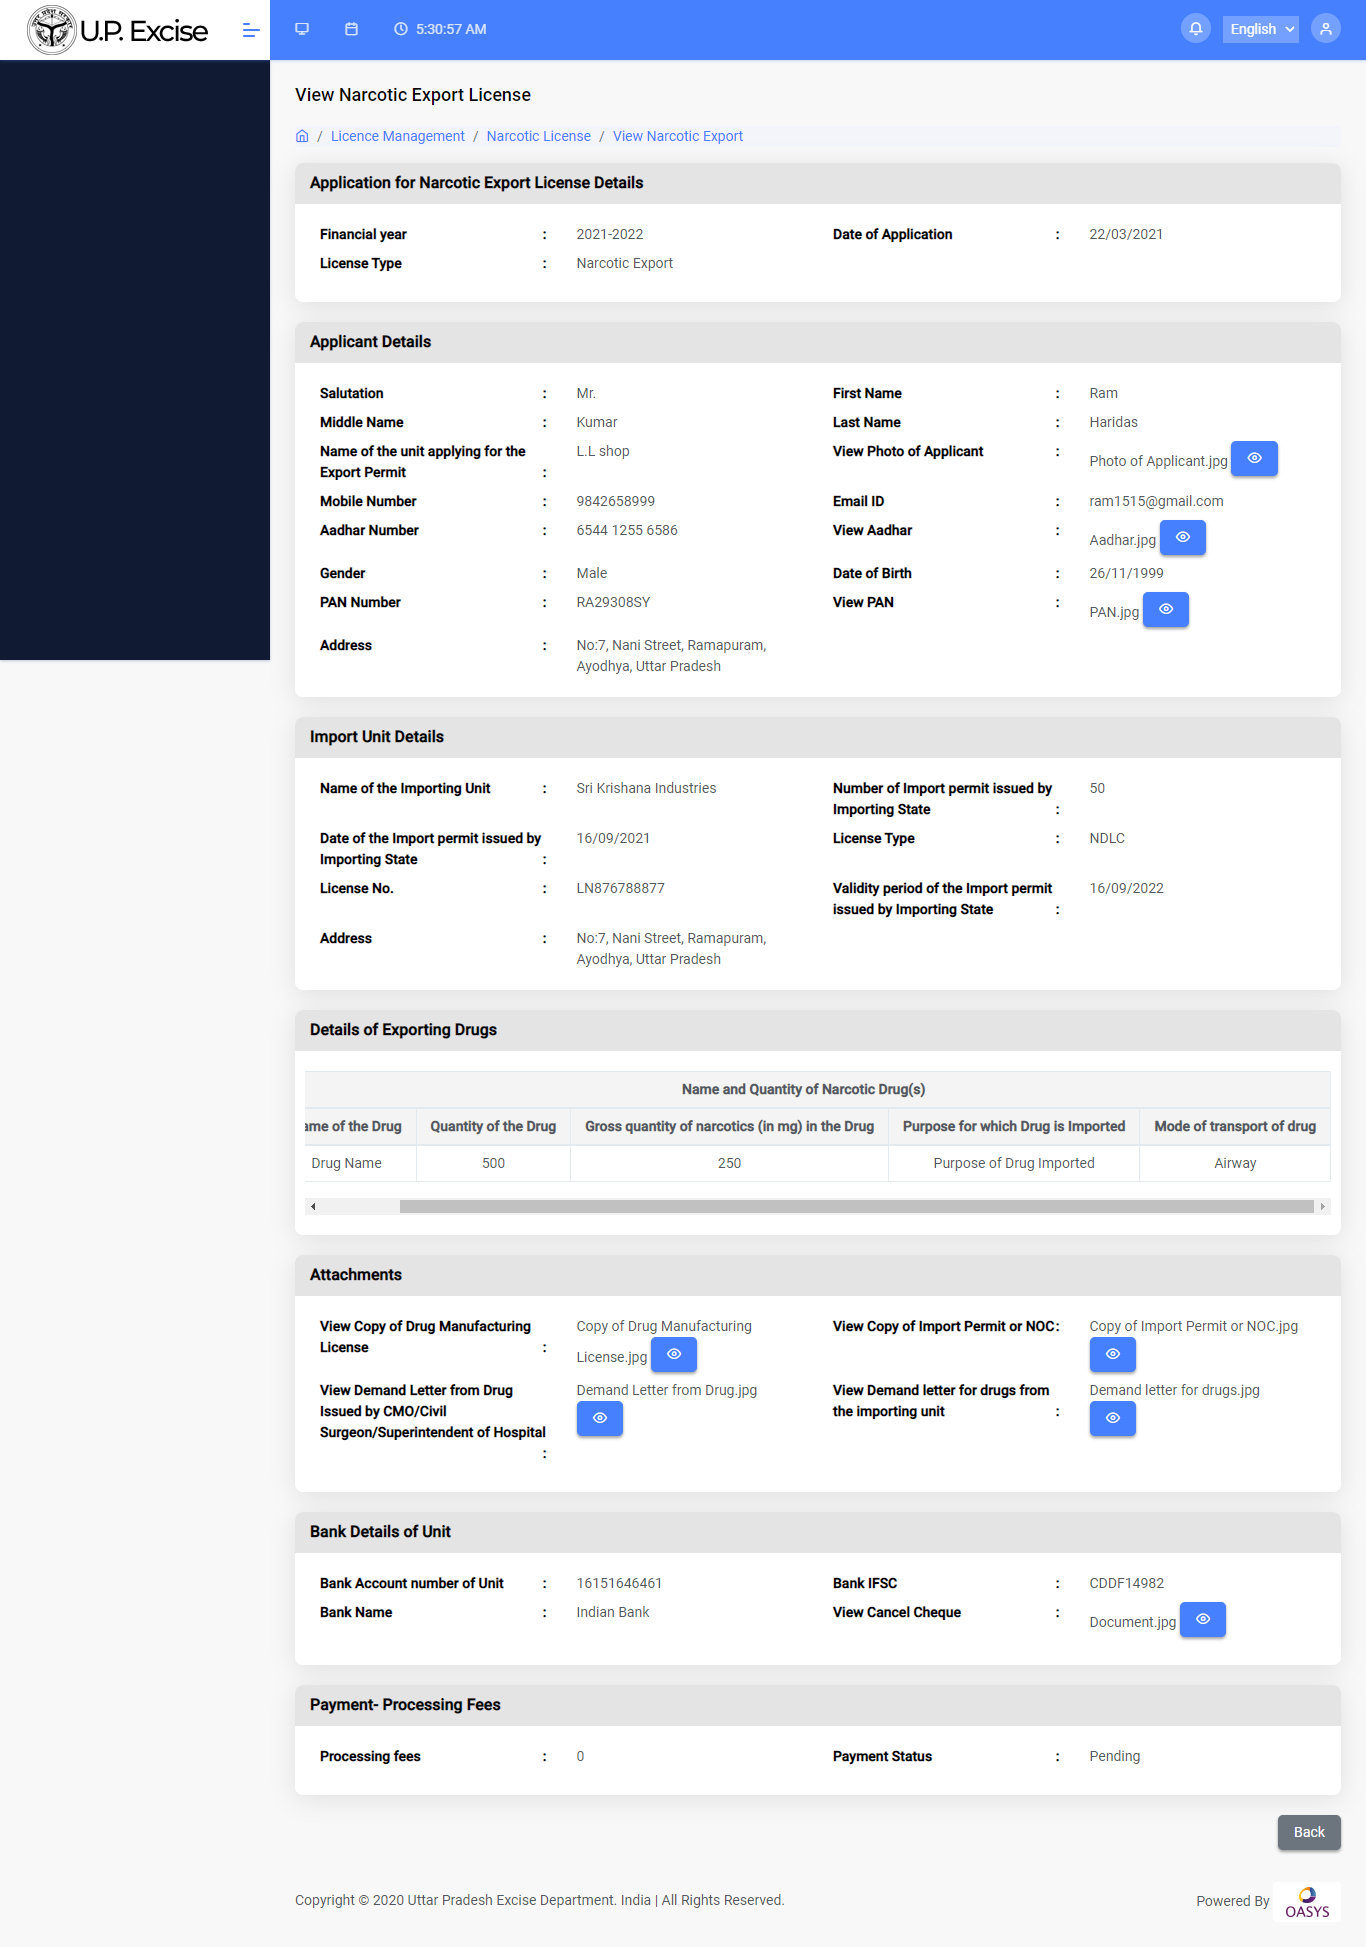 U.P. Excise
5:30:57 AM
English
View Narcotic Export License
/ Licence Management / Narcotic License / View Narcotic Export
Application for Narcotic Export License Details
Financial year : 2021-2022 Date of Application : 22/03/2021
License Type : Narcotic Export
Applicant Details
Salutation : Mr. First Name : Ram
Middle Name : Kumar Last Name : Haridas
Name of the unit applying for the Export Permit : L.L shop View Photo of Applicant : Photo of Applicant.jpg
Mobile Number : 9842658999 Email ID : ram1515@gmail.com
Aadhar Number : 6544 1255 6586 View Aadhar : Aadhar.jpg
Gender : Male Date of Birth : 26/11/1999
PAN Number : RA29308SY View PAN : PAN.jpg
Address : No:7, Nani Street, Ramapuram,
Ayodhya, Uttar Pradesh
Import Unit Details
Name of the Importing Unit : Sri Krishana Industries Number of Import permit issued by Importing State : 50
Date of the Import permit issued by Importing State : 16/09/2021 License Type : NDLC
License No. : LN876788877 Validity period of the Import permit issued by Importing State : 16/09/2022
Address : No:7, Nani Street, Ramapuram,
Ayodhya, Uttar Pradesh
Details of Exporting Drugs
Name and Quantity of Narcotic Drug(s)
ame of the Drug Quantity of the Drug Gross quantity of narcotics (in mg) in the Drug Purpose for which Drug is Imported Mode of transport of drug
Drug Name 500 250 Purpose of Drug Imported Airway
Attachments
View Copy of Drug Manufacturing License : Copy of Drug Manufacturing License.jpg View Copy of Import Permit or NOC : Copy of Import Permit or NOC.jpg
View Demand Letter from Drug Issued by CMO/Civil Surgeon/Superintendent of Hospital : Demand Letter from Drug.jpg View Demand letter for drugs from the importing unit : Demand letter for drugs.jpg
Bank Details of Unit
Bank Account number of Unit : 16151646461 Bank IFSC : CDDF14982
Bank Name : Indian Bank View Cancel Cheque : Document.jpg
Payment- Processing Fees
Processing fees : 0 Payment Status : Pending
Back
Copyright © 2020 Uttar Pradesh Excise Department. India | All Rights Reserved. Powered By OASYS